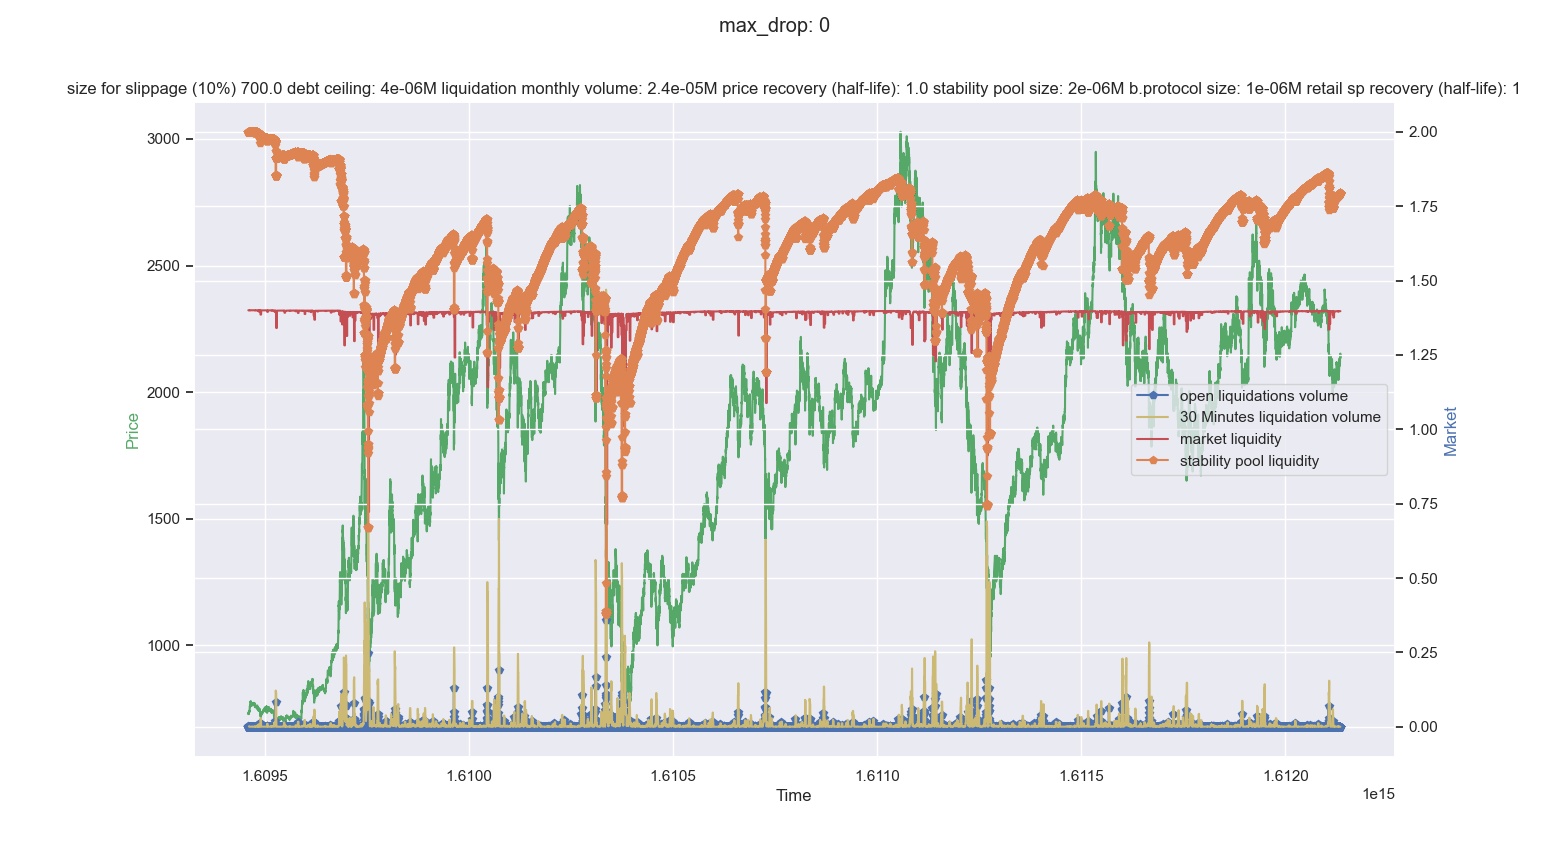 max_drop: 0
size for slippage (10%) 700.0 debt ceiling: 4e-06M liquidation monthly volume: 2.4e-05M price recovery (half-life): 1.0 stability pool size: 2e-06M b.protocol size: 1e-06M retail sp recovery (half-life): 1
3000
2500
2000
1500
1000
Price
2.00
1.75
1.50
1.25
1.00
0.75
0.50
0.25
0.00
Market
open liquidations volume
30 Minutes liquidation volume
market liquidity
stability pool liquidity
1.6095
1.6100
1.6105
1.6110
1.6115
1.6120
Time
1e15